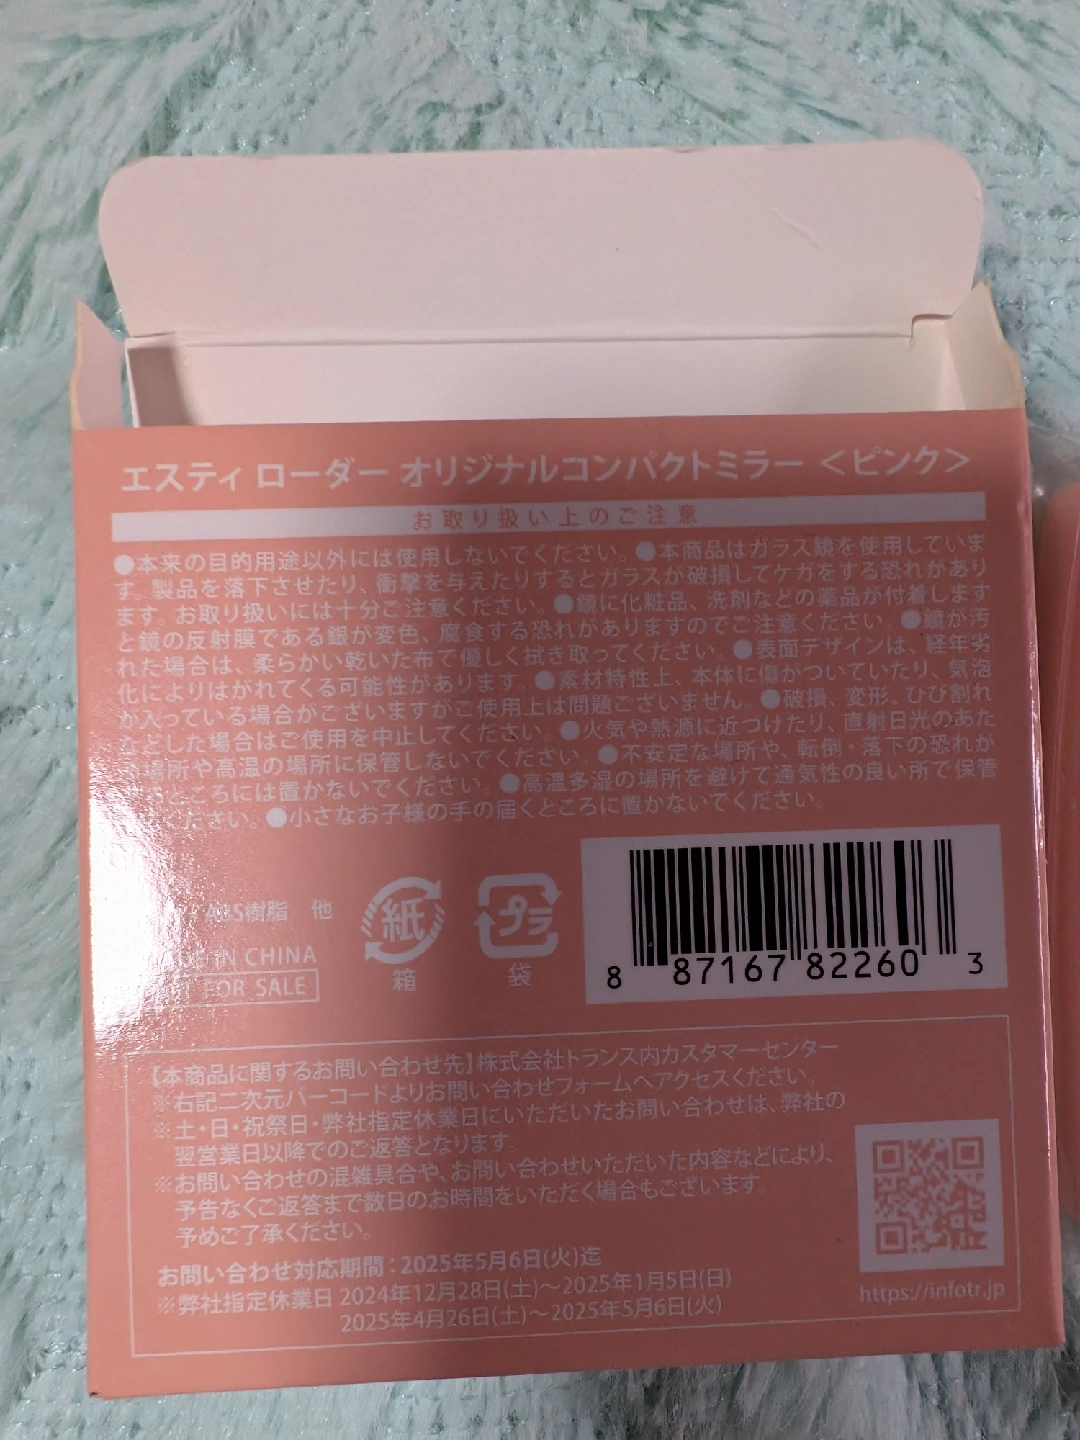 エスティ ローダー オリジナルコンパクトミラー ＜ピンク＞
お取り扱い上のご注意
●本来の目的用途以外には使用しないでください。●本商品はガラス鏡を使用していま
す。製品を落下させたり、衝撃を与えたりするとガラスが破損してケガをする恐れがあり
ます。お取り扱いには十分ご注意ください。●鏡に化粧品、洗剤などの薬品が付着します
と鏡の反射膜である銀が変色、腐食する恐れがありますのでご注意ください。●鏡が汚
れた場合は、柔らかい乾いた布で優しく拭き取ってください。●表面デザインは、経年劣
化によりはがれてくる可能性があります。●素材特性上、本体に傷がついていたり、気泡
が入っている場合がございますがご使用上は問題ございません。●破損、変形、ひび割れ
などした場合はご使用を中止してください。●火気や熱源に近づけたり、直射日光のあた
る場所や高温の場所に保管しないでください。●不安定な場所や、転倒・落下の恐れが
ところには置かないでください。●高温多湿の場所を避けて通気性の良い所で保管
ださい。●小さなお子様の手の届くところに置かないでください。
ABS樹脂 他
紙
箱
プラ
袋
IN CHINA
FOR SALE
8 87167 82260 3
【本商品に関するお問い合わせ先】株式会社トランス内カスタマーセンター
※右記二次元バーコードよりお問い合わせフォームへアクセスください。
※土・日・祝祭日・弊社指定休業日にいただいたお問い合わせは、弊社の
翌営業日以降でのご返答となります。
※お問い合わせの混雑具合や、お問い合わせいただいた内容などにより、
予告なくご返答まで数日のお時間をいただく場合もございます。
予めご了承ください。
お問い合わせ対応期間：2025年5月6日(火)迄
※弊社指定休業日 2024年12月28日(土)～2025年1月5日(日)
2025年4月26日(土)～2025年5月6日(火)
https://infotr.jp